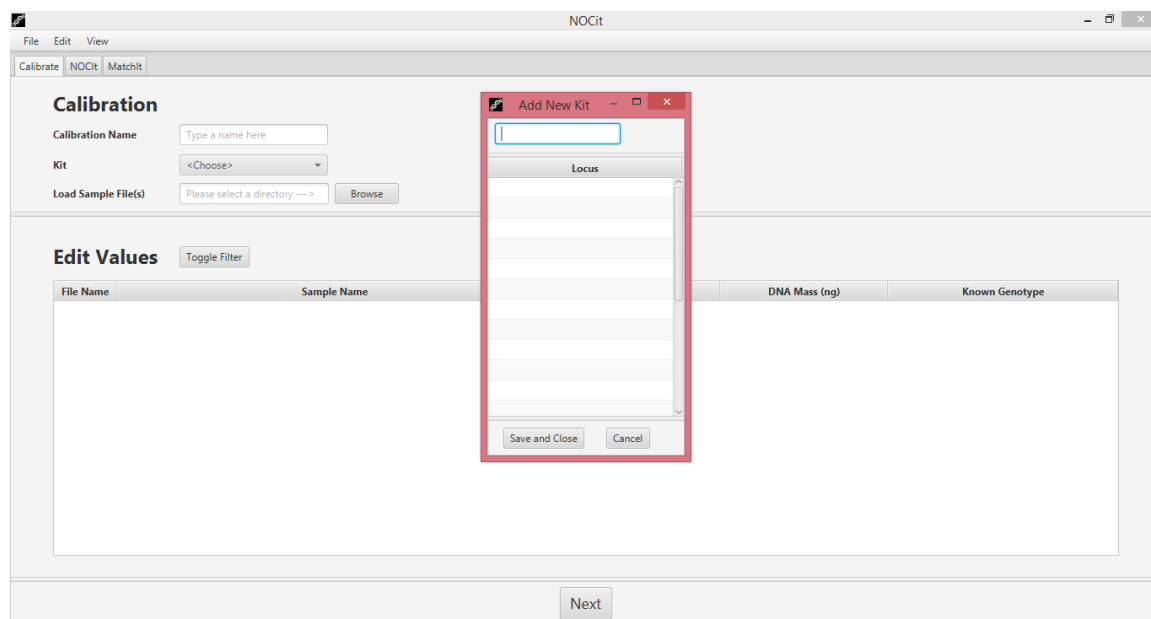 NOCit
File Edit View
Calibrate NOCIt MatchIt
Calibration
Calibration Name Type a name here
Kit <Choose>
Load Sample File(s) Please select a directory ---> Browse
Add New Kit
Locus
Save and Close Cancel
Edit Values Toggle Filter
File Name Sample Name DNA Mass (ng) Known Genotype
Next